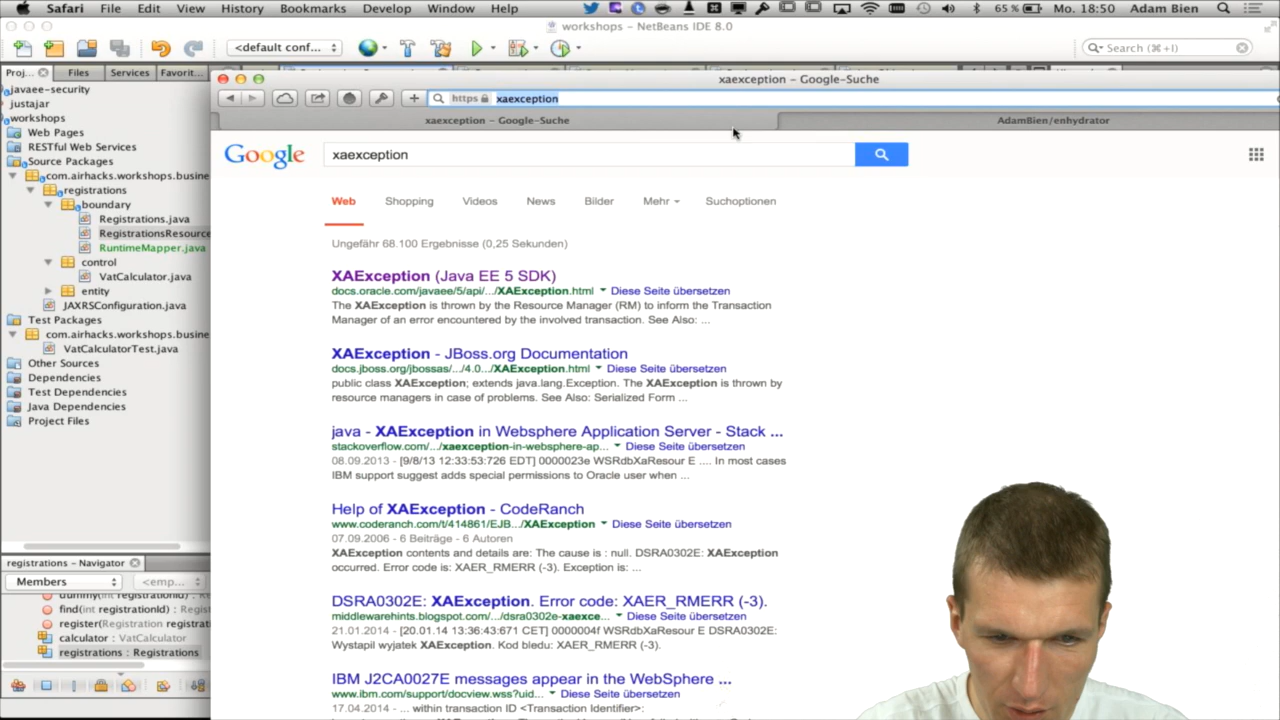 Safari File Edit View History Bookmarks Develop Window Help 65 % Mo. 18:50 Adam Bien
workshops – NetBeans IDE 8.0
<default conf...
Search (⌘+I)
Proj... Files Services Favorit...
javaee-security
justajar
workshops
Web Pages
RESTful Web Services
Source Packages
com.airhacks.workshops.busine
registrations
boundary
Registrations.java
RegistrationsResource
RuntimeMapper.java
control
VatCalculator.java
entity
JAXRSConfiguration.java
Test Packages
com.airhacks.workshops.busine
VatCalculatorTest.java
Other Sources
Dependencies
Test Dependencies
Java Dependencies
Project Files
registrations – Navigator
Members
<emp...
dummy(int registrationId) : Regist
find(int registrationId) : Regist
register(Registration registrati
calculator : VatCalculator
registrations : Registrations
xaexception – Google-Suche
https xaexception
xaexception – Google-Suche
AdamBien/enhydrator
Google
xaexception
Web Shopping Videos News Bilder Mehr Suchoptionen
Ungefähr 68.100 Ergebnisse (0,25 Sekunden)
XAException (Java EE 5 SDK)
docs.oracle.com/javaee/5/api/.../XAException.html Diese Seite übersetzen
The XAException is thrown by the Resource Manager (RM) to inform the Transaction
Manager of an error encountered by the involved transaction. See Also: ...
XAException - JBoss.org Documentation
docs.jboss.org/jbossas/.../4.0.../XAException.html Diese Seite übersetzen
public class XAException; extends java.lang.Exception. The XAException is thrown by
resource managers in case of problems. See Also: Serialized Form ...
java - XAException in Websphere Application Server - Stack ...
stackoverflow.com/.../xaexception-in-websphere-ap... Diese Seite übersetzen
08.09.2013 - [9/8/13 12:33:53:726 EDT] 0000023e WSRdbXaResour E .... In most cases
IBM support suggest adds special permissions to Oracle user when ...
Help of XAException - CodeRanch
www.coderanch.com/t/414861/EJB.../XAException Diese Seite übersetzen
07.09.2006 - 6 Beiträge - 6 Autoren
XAException contents and details are: The cause is : null. DSRA0302E: XAException
occurred. Error code is: XAER_RMERR (-3). Exception is: ...
DSRA0302E: XAException. Error code: XAER_RMERR (-3).
middlewarehints.blogspot.com/.../dsra0302e-xaexce... Diese Seite übersetzen
21.01.2014 - [20.01.14 13:36:43:671 CET] 0000004f WSRdbXaResour E DSRA0302E:
Wystapil wyjatek XAException. Kod bledu: XAER_RMERR (-3).
IBM J2CA0027E messages appear in the WebSphere ...
www.ibm.com/support/docview.wss?uid... Diese Seite übersetzen
17.04.2014 - ... within transaction ID <Transaction Identifier>: